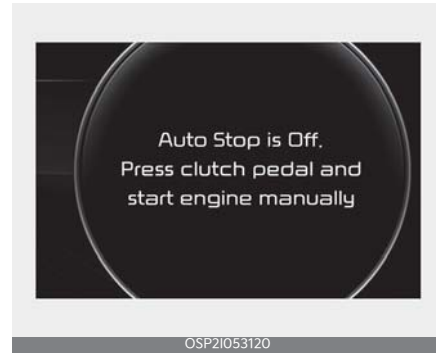 Auto Stop is Off.
Press clutch pedal and
start engine manually
OSP2I053120